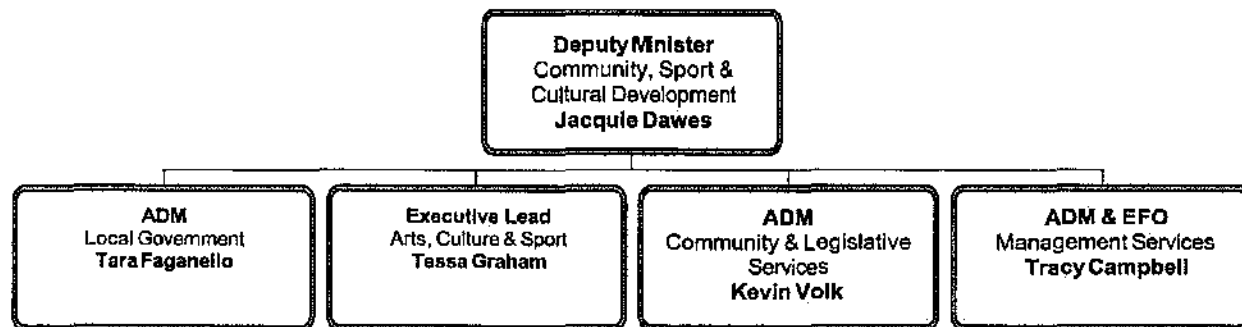 Deputy Minister
Community, Sport &
Cultural Development
Jacquie Dawes
ADM
Local Government
Tara Faganello
Executive Lead
Arts, Culture & Sport
Tessa Graham
ADM
Community & Legislative
Services
Kevin Volk
ADM & EFO
Management Services
Tracy Campbell